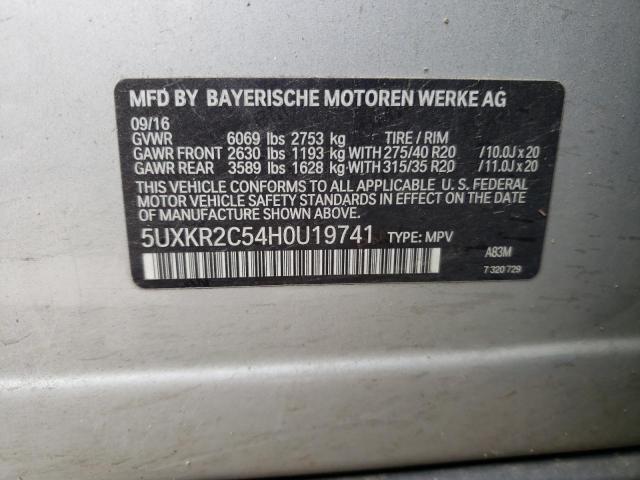 MFD BY BAYERISCHE MOTOREN WERKE AG
09/16
GVWR 6069 lbs 2753 kg TIRE / RIM
GAWR FRONT 2630 lbs 1193 kg WITH 275/40 R20 /10.0J x 20
GAWR REAR 3589 lbs 1628 kg WITH 315/35 R20 /11.0J x 20
THIS VEHICLE CONFORMS TO ALL APPLICABLE U. S. FEDERAL
MOTOR VEHICLE SAFETY STANDARDS IN EFFECT ON THE
DATE OF MANUFACTURE SHOWN ABOVE.
5UXKR2C54H0U19741 TYPE: MPV A83M
7 320 729